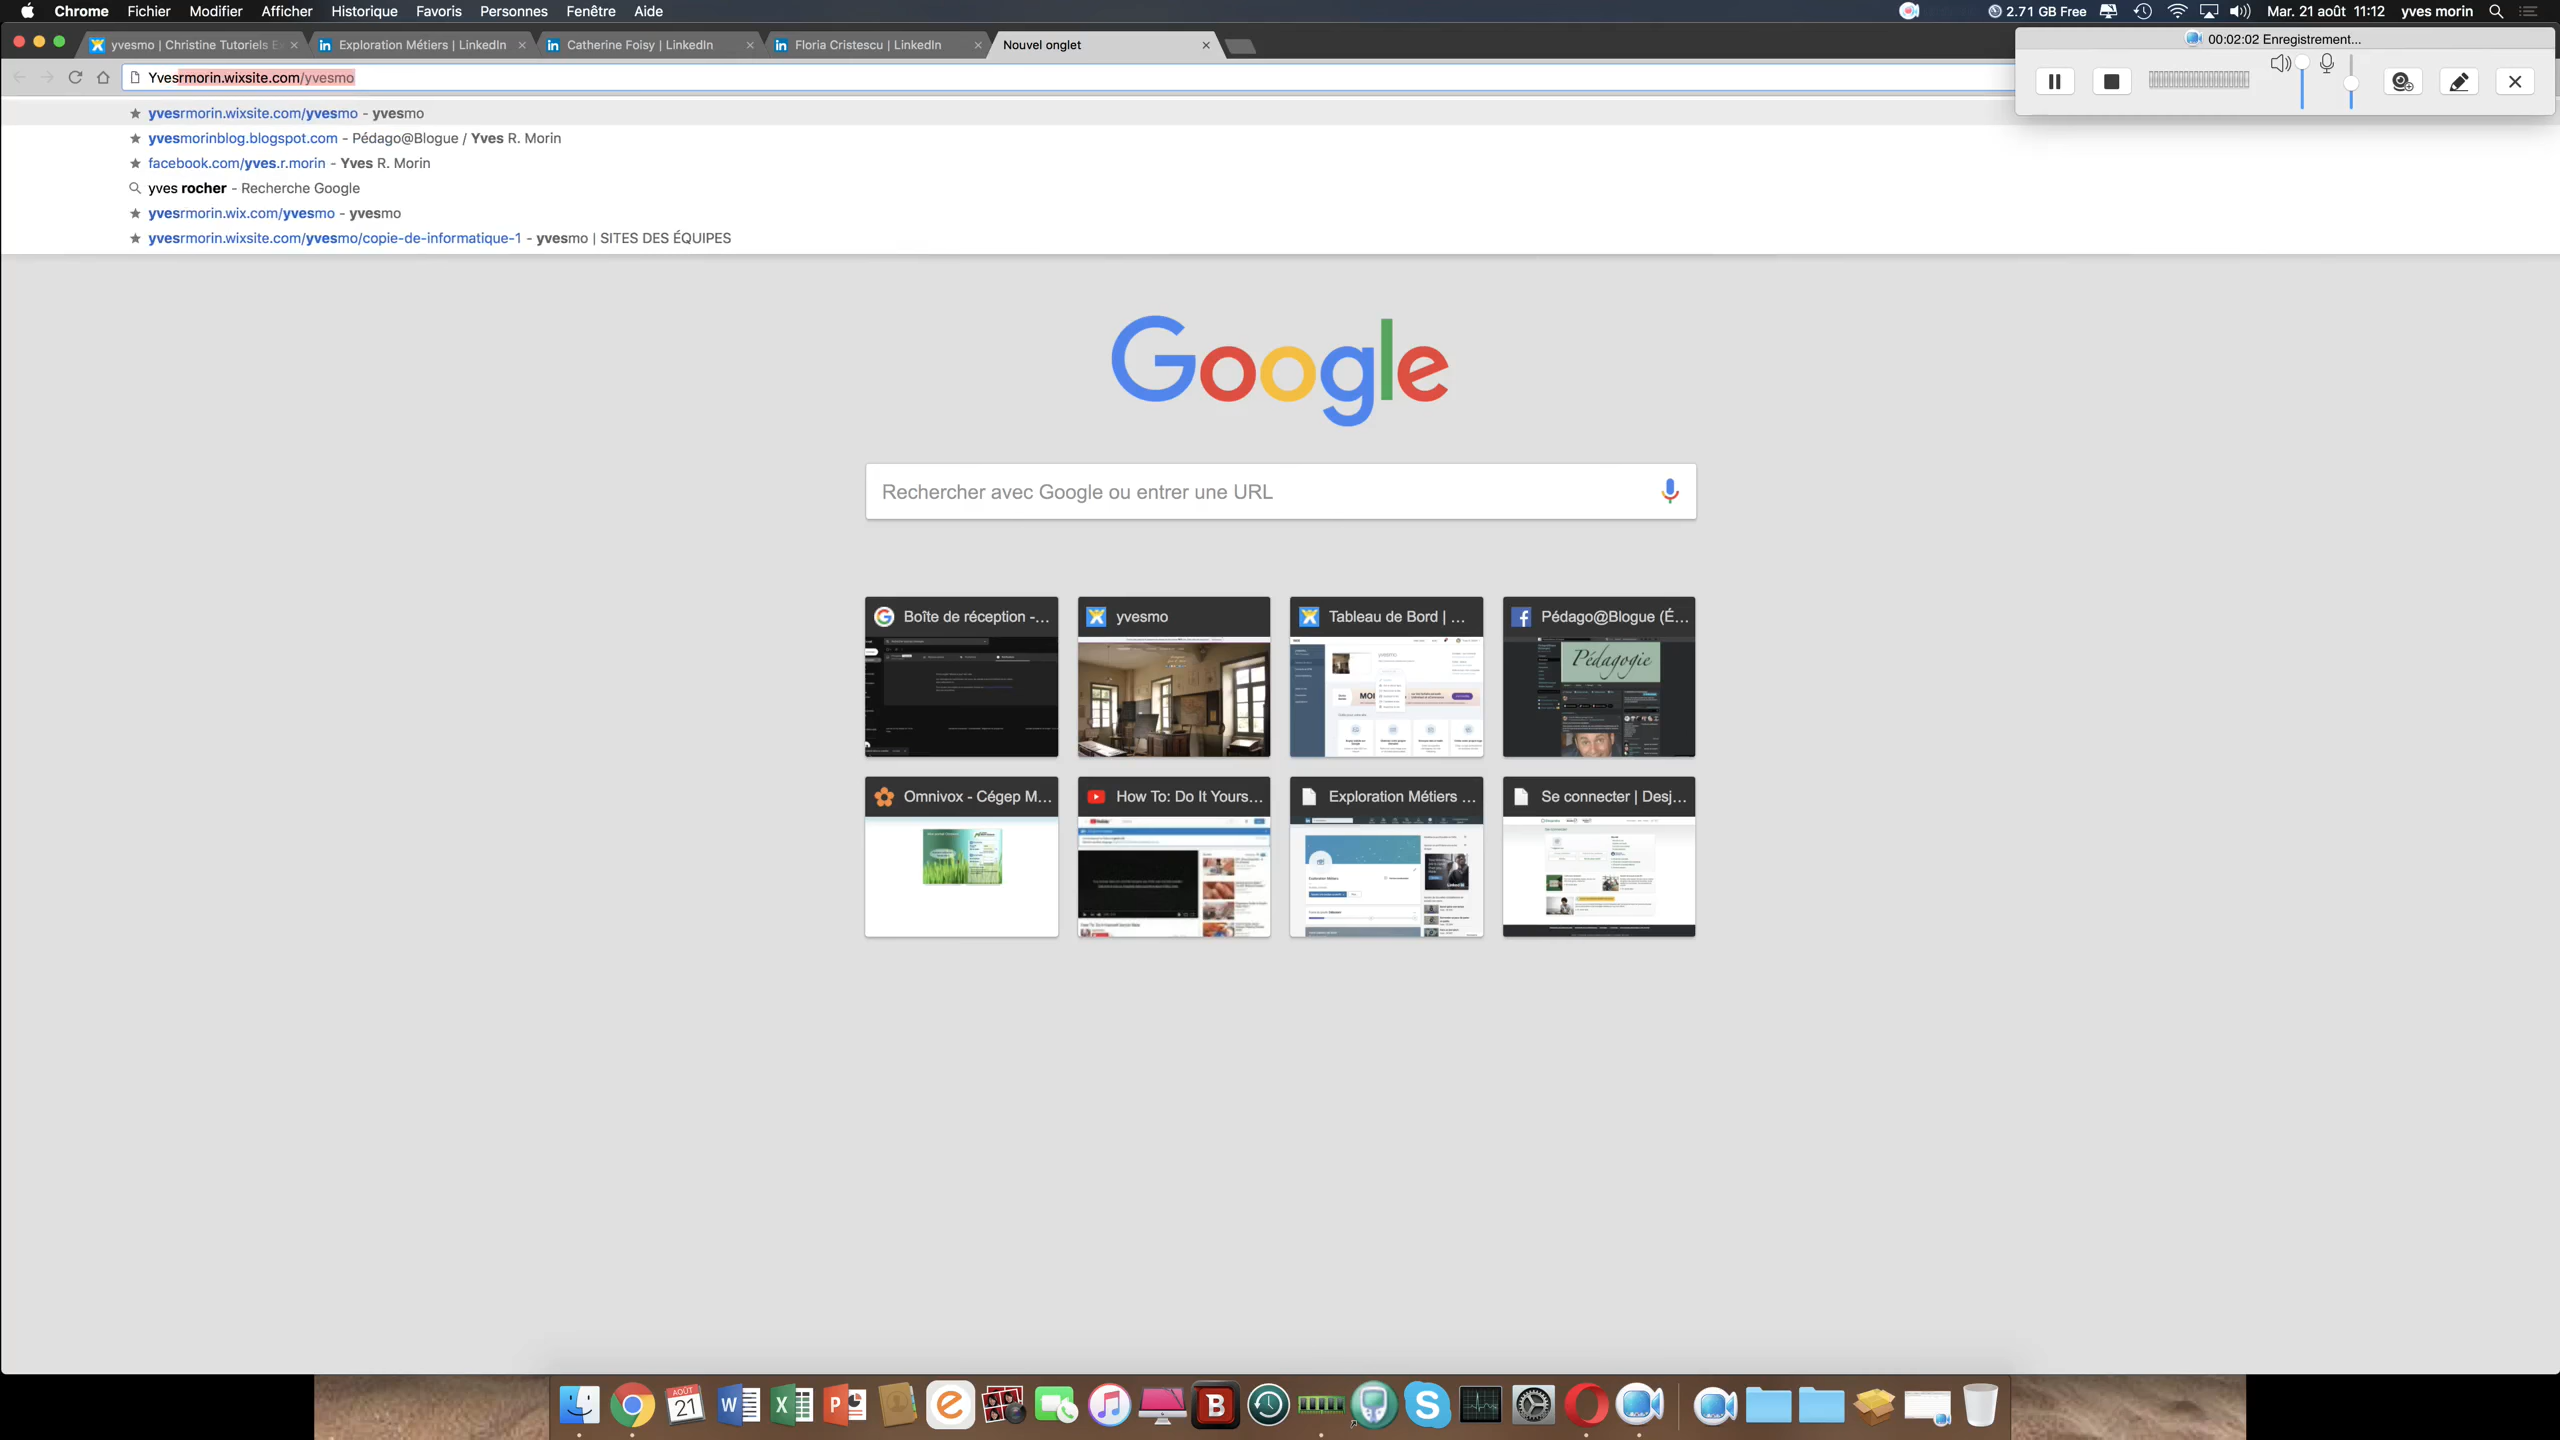 Chrome Fichier Modifier Afficher Historique Favoris Personnes Fenêtre Aide 2.71 GB Free Mar. 21 août 11:12 yves morin
yvesmo | Christine Tutoriels E Exploration Métiers | LinkedIn Catherine Foisy | LinkedIn Floria Cristescu | LinkedIn Nouvel onglet
00:02:02 Enregistrement...
Yvesrmorin.wixsite.com/yvesmo
yvesrmorin.wixsite.com/yvesmo - yvesmo
yvesmorinblog.blogspot.com - Pédago@Blogue / Yves R. Morin
facebook.com/yves.r.morin - Yves R. Morin
yves rocher - Recherche Google
yvesrmorin.wix.com/yvesmo - yvesmo
yvesrmorin.wixsite.com/yvesmo/copie-de-informatique-1 - yvesmo | SITES DES ÉQUIPES
Google
Rechercher avec Google ou entrer une URL
Boîte de réception -... yvesmo Tableau de Bord | ... Pédago@Blogue (É...
Pédagogie
Omnivox - Cégep M... How To: Do It Yours... Exploration Métiers ... Se connecter | Desj...
AOÛT
21